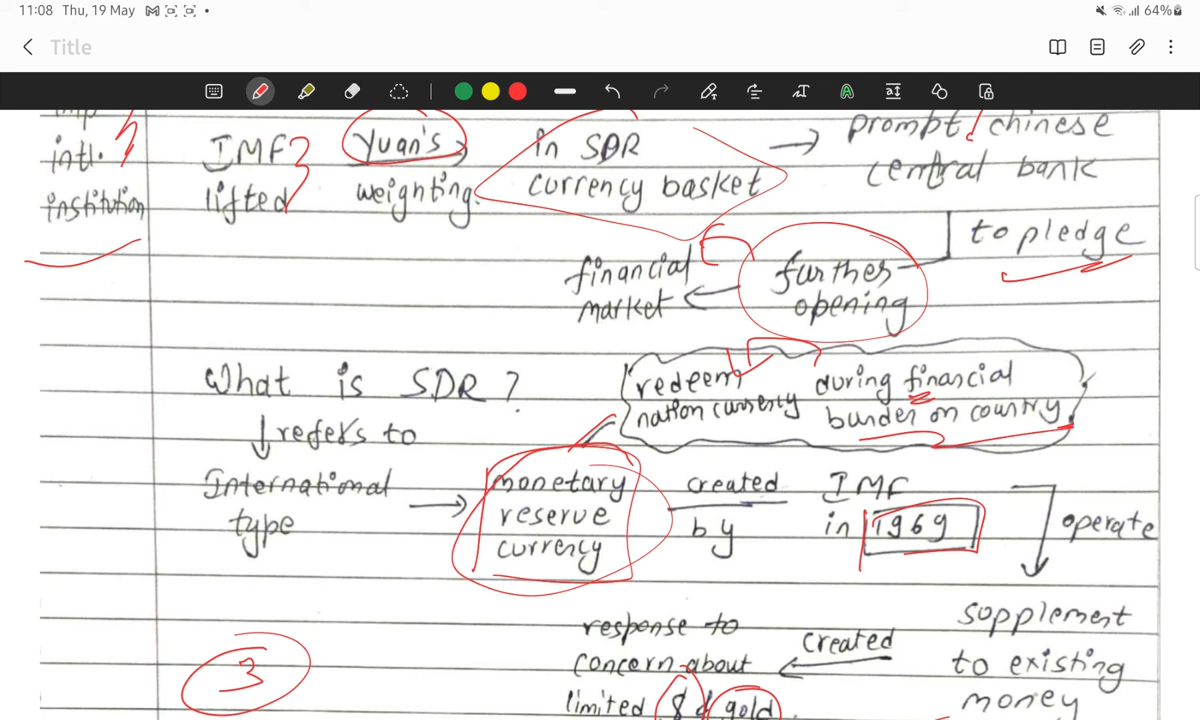 11:08 Thu, 19 May
64%
Title
intl.
institution
IMF
lifted
Yuan's
weighting.
in SDR
currency basket
→ prompt chinese
central bank
to pledge
further
opening
financial
market
What is SDR?
↓ refers to
International
type
→ monetary
reserve
currency
redeem
nation currency
during financial
burden on country.
created
by
IMF
in 1969
operate
supplement
to existing
money
created
response to
concern about
limited $ & gold
3